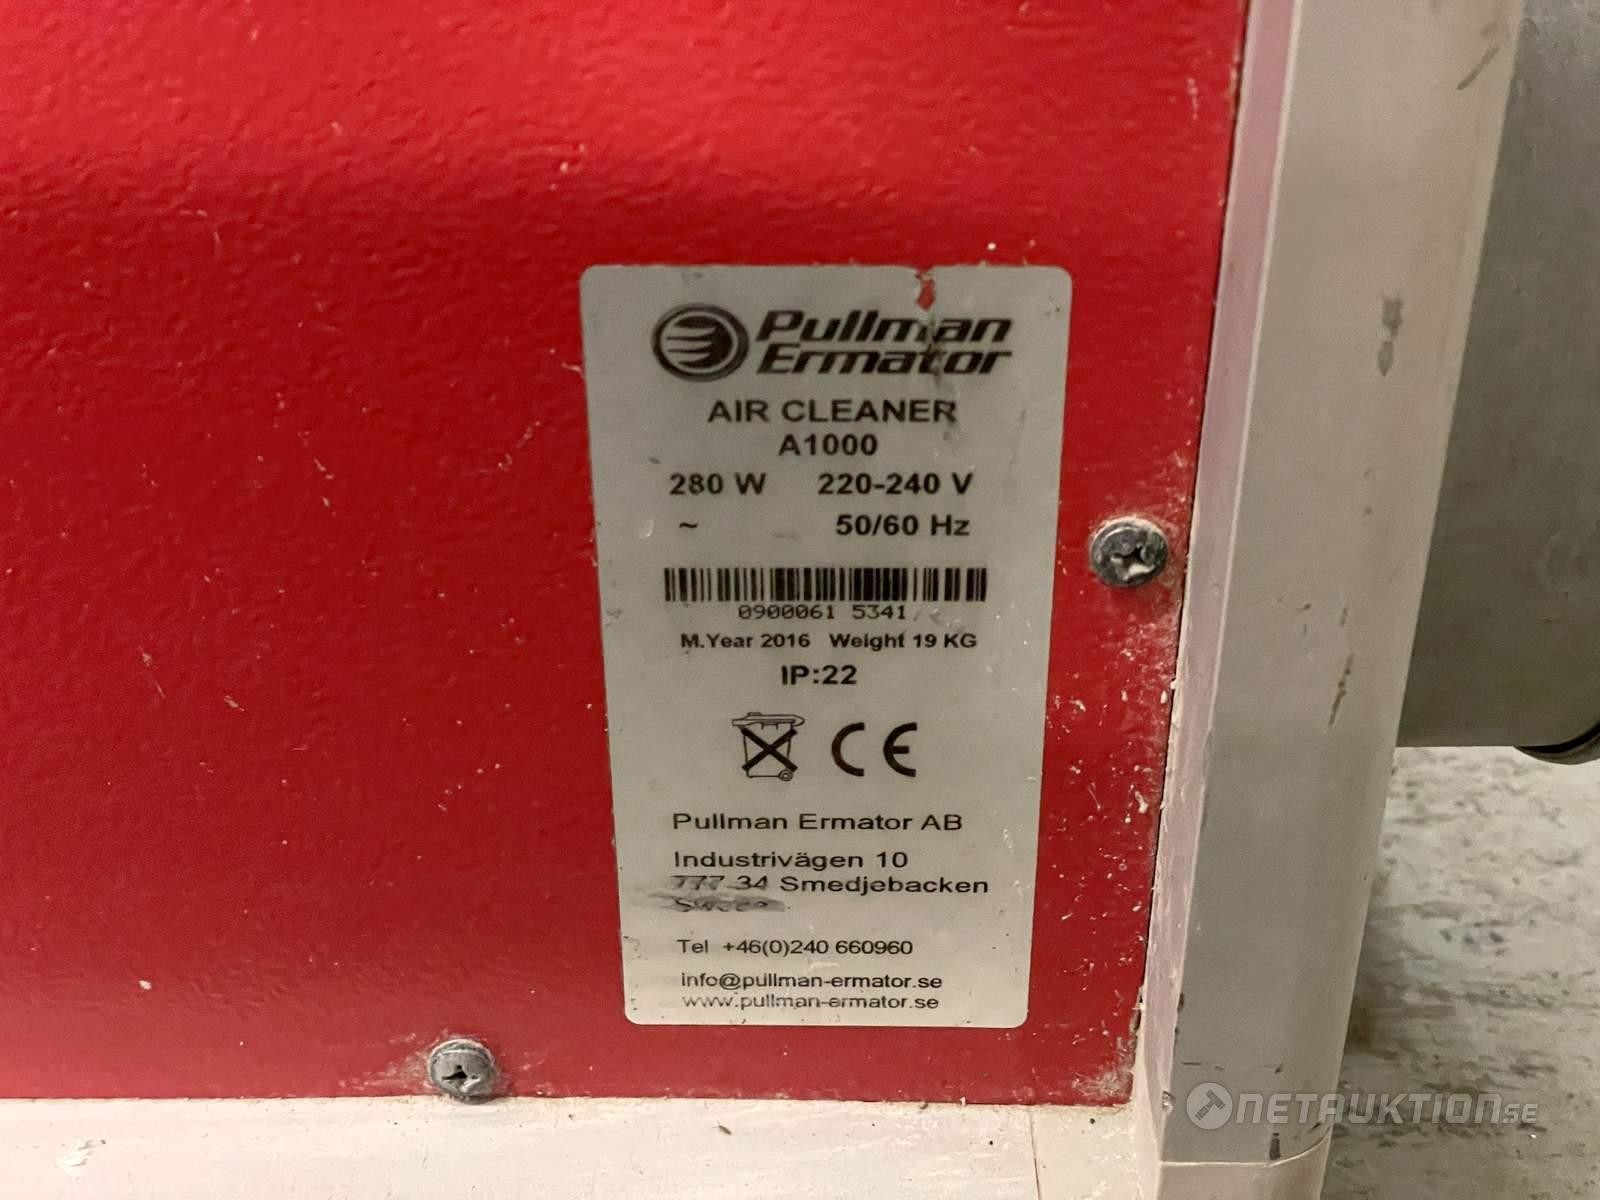 Pullman
Ermator
AIR CLEANER
A1000
280 W 220-240 V
~ 50/60 Hz
0900061 5341
M.Year 2016 Weight 19 KG
IP:22
CE
Pullman Ermator AB
Industrivägen 10
777 34 Smedjebacken
Tel +46(0)240 660960
info@pullman-ermator.se
www.pullman-ermator.se
NETAUKTION.SE